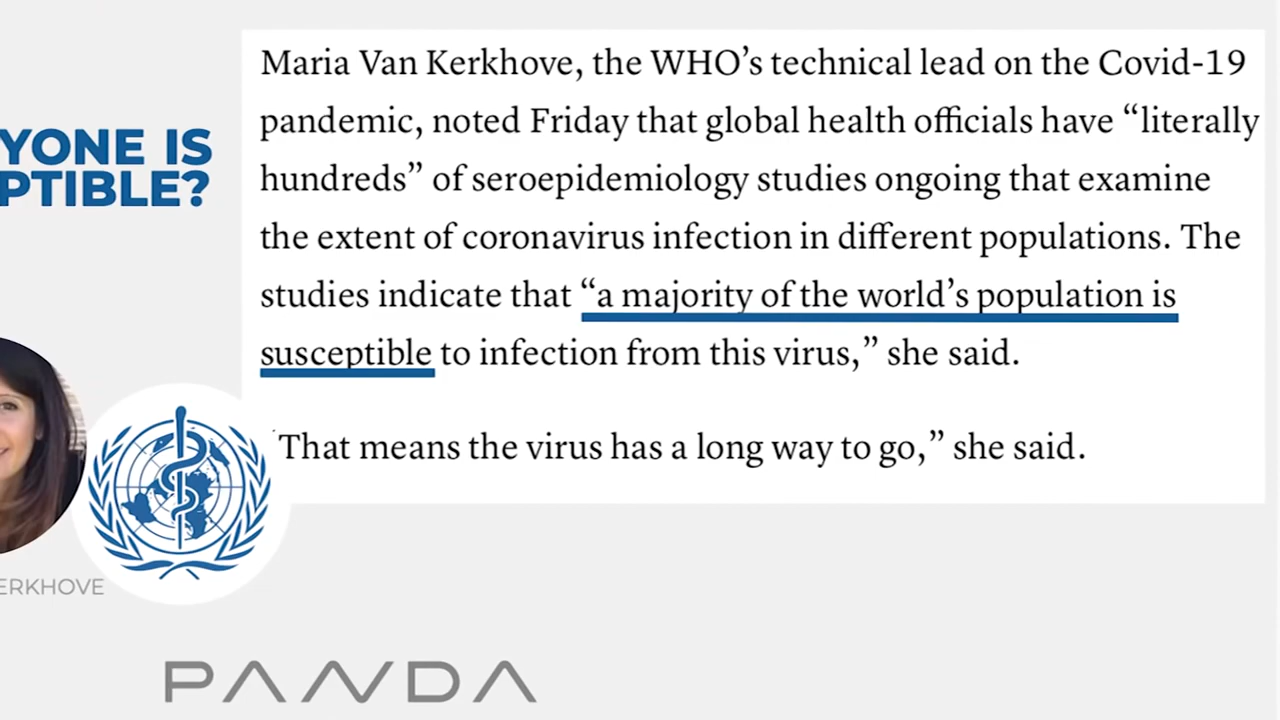 YONE IS
PTIBLE?
Maria Van Kerkhove, the WHO’s technical lead on the Covid-19
pandemic, noted Friday that global health officials have “literally
hundreds” of seroepidemiology studies ongoing that examine
the extent of coronavirus infection in different populations. The
studies indicate that “a majority of the world’s population is
susceptible to infection from this virus,” she said.
That means the virus has a long way to go,” she said.
ERKHOVE
PANDA